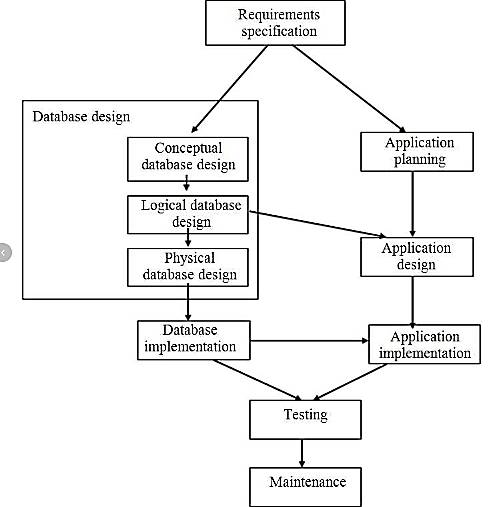 Requirements
specification
Database design
Conceptual
database design
Application
planning
Logical database
design
Application
design
Physical
database design
Database
implementation
Application
implementation
Testing
Maintenance